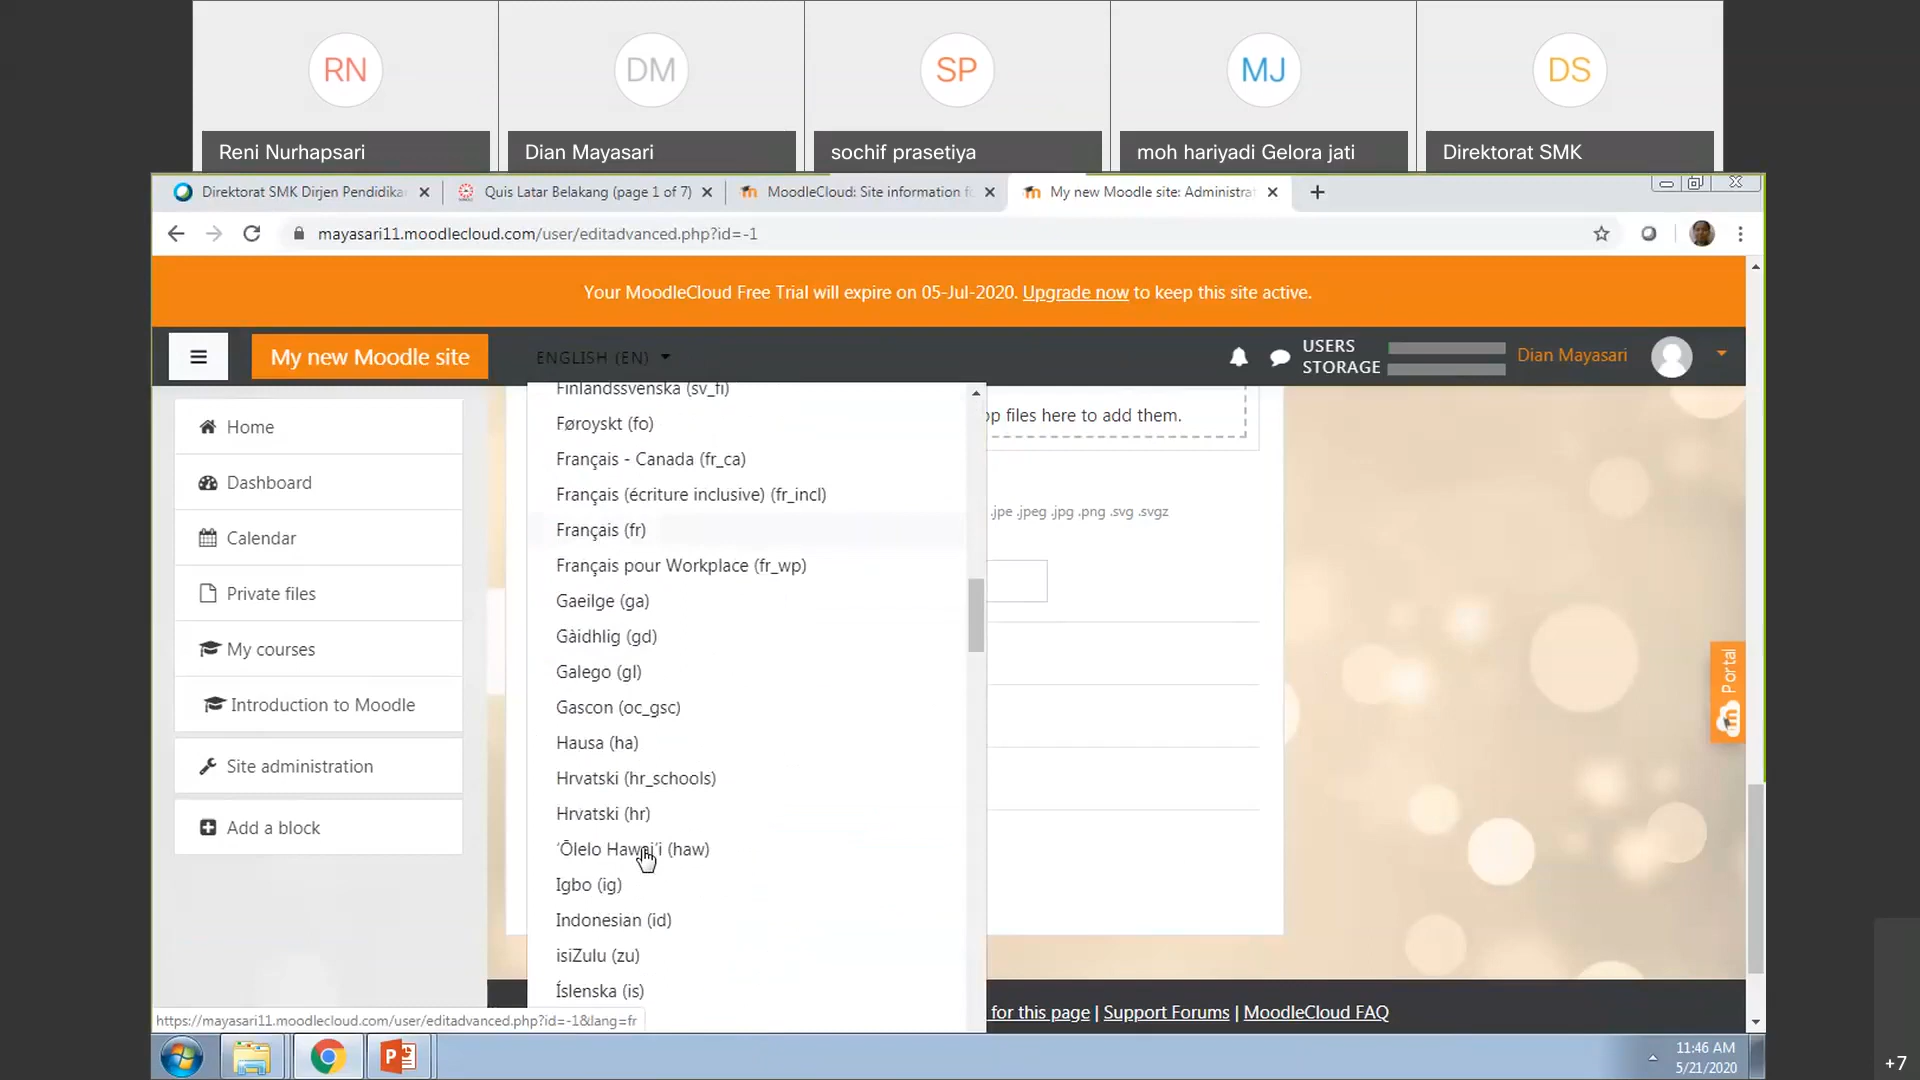 RN
DM
SP
MJ
DS
Reni Nurhapsari
Dian Mayasari
sochif prasetiya
moh hariyadi Gelora jati
Direktorat SMK
Direktorat SMK Dirjen Pendidika
Quis Latar Belakang (page 1 of 7)
MoodleCloud: Site information f
My new Moodle site: Administra
mayasari11.moodlecloud.com/user/editadvanced.php?id=-1
Your MoodleCloud Free Trial will expire on 05-Jul-2020. Upgrade now to keep this site active.
My new Moodle site
ENGLISH (EN)
USERS
STORAGE
Dian Mayasari
Home
Dashboard
Calendar
Private files
My courses
Introduction to Moodle
Site administration
Add a block
Finlandssvenska (sv_fi)
Føroyskt (fo)
Français - Canada (fr_ca)
Français (écriture inclusive) (fr_incl)
Français (fr)
Français pour Workplace (fr_wp)
Gaeilge (ga)
Gàidhlig (gd)
Galego (gl)
Gascon (oc_gsc)
Hausa (ha)
Hrvatski (hr_schools)
Hrvatski (hr)
ʻŌlelo Hawaiʻi (haw)
Igbo (ig)
Indonesian (id)
isiZulu (zu)
Íslenska (is)
op files here to add them.
.jpe .jpeg .jpg .png .svg .svgz
Portal
for this page | Support Forums | MoodleCloud FAQ
https://mayasari11.moodlecloud.com/user/editadvanced.php?id=-1&lang=fr
11:46 AM
5/21/2020
+7